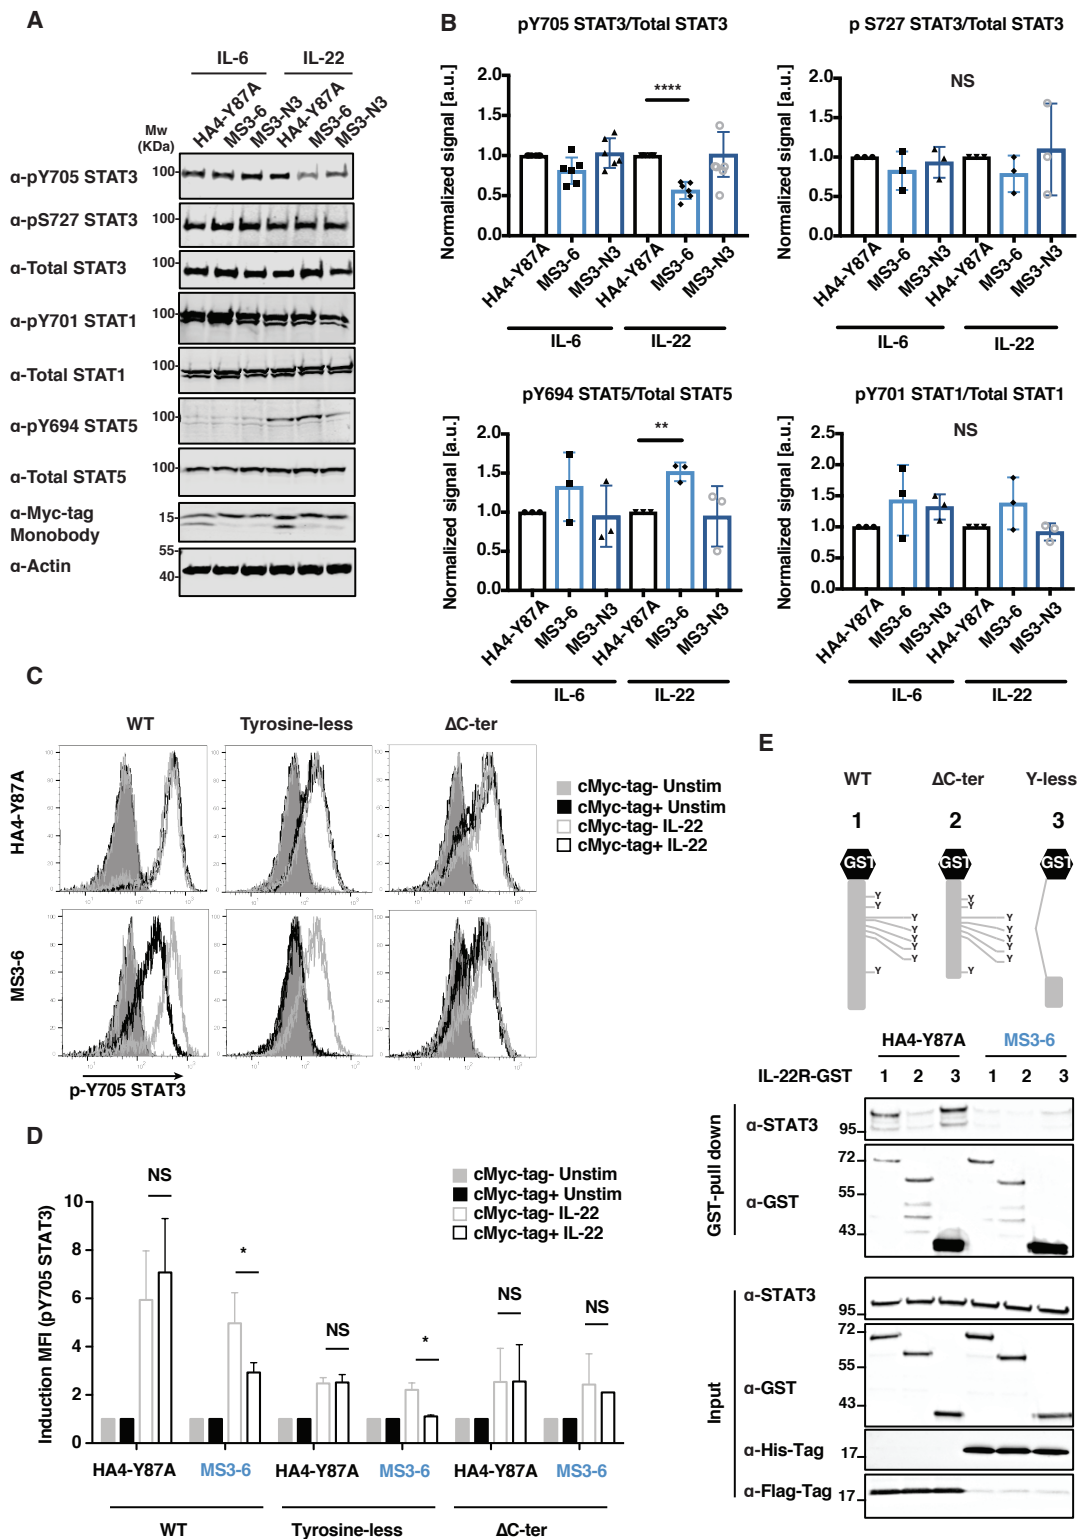 A
IL-6 IL-22
HA4-Y87A MS3-6 MS3-N3 HA4-Y87A MS3-6 MS3-N3
Mw
(KDa)
α-pY705 STAT3 100
α-pS727 STAT3 100
α-Total STAT3 100
α-pY701 STAT1 100
α-Total STAT1 100
α-pY694 STAT5 100
α-Total STAT5 100
α-Myc-tag 15
Monobody
α-Actin 55
40
B
pY705 STAT3/Total STAT3
Normalized signal [a.u.]
2.0
1.5
1.0
0.5
0.0
****
HA4-Y87A MS3-6 MS3-N3 HA4-Y87A MS3-6 MS3-N3
IL-6 IL-22
p S727 STAT3/Total STAT3
Normalized signal [a.u.]
2.0
1.5
1.0
0.5
0.0
NS
HA4-Y87A MS3-6 MS3-N3 HA4-Y87A MS3-6 MS3-N3
IL-6 IL-22
pY694 STAT5/Total STAT5
Normalized signal [a.u.]
2.0
1.5
1.0
0.5
0.0
**
HA4-Y87A MS3-6 MS3-N3 HA4-Y87A MS3-6 MS3-N3
IL-6 IL-22
pY701 STAT1/Total STAT1
Normalized signal [a.u.]
2.5
2.0
1.5
1.0
0.5
0.0
NS
HA4-Y87A MS3-6 MS3-N3 HA4-Y87A MS3-6 MS3-N3
IL-6 IL-22
C
WT Tyrosine-less ΔC-ter
HA4-Y87A
MS3-6
p-Y705 STAT3
cMyc-tag- Unstim
cMyc-tag+ Unstim
cMyc-tag- IL-22
cMyc-tag+ IL-22
D
Induction MFI (pY705 STAT3)
10
8
6
4
2
0
NS * NS * NS NS
cMyc-tag- Unstim
cMyc-tag+ Unstim
cMyc-tag- IL-22
cMyc-tag+ IL-22
HA4-Y87A MS3-6 HA4-Y87A MS3-6 HA4-Y87A MS3-6
WT Tyrosine-less ΔC-ter
E
WT ΔC-ter Y-less
1 2 3
GST GST GST
Y Y Y Y Y Y Y
Y Y Y Y Y Y Y
HA4-Y87A MS3-6
IL-22R-GST 1 2 3 1 2 3
GST-pull down
α-STAT3 95
α-GST 72
55
43
Input
α-STAT3 95
α-GST 72
55
43
α-His-Tag 17
α-Flag-Tag 17